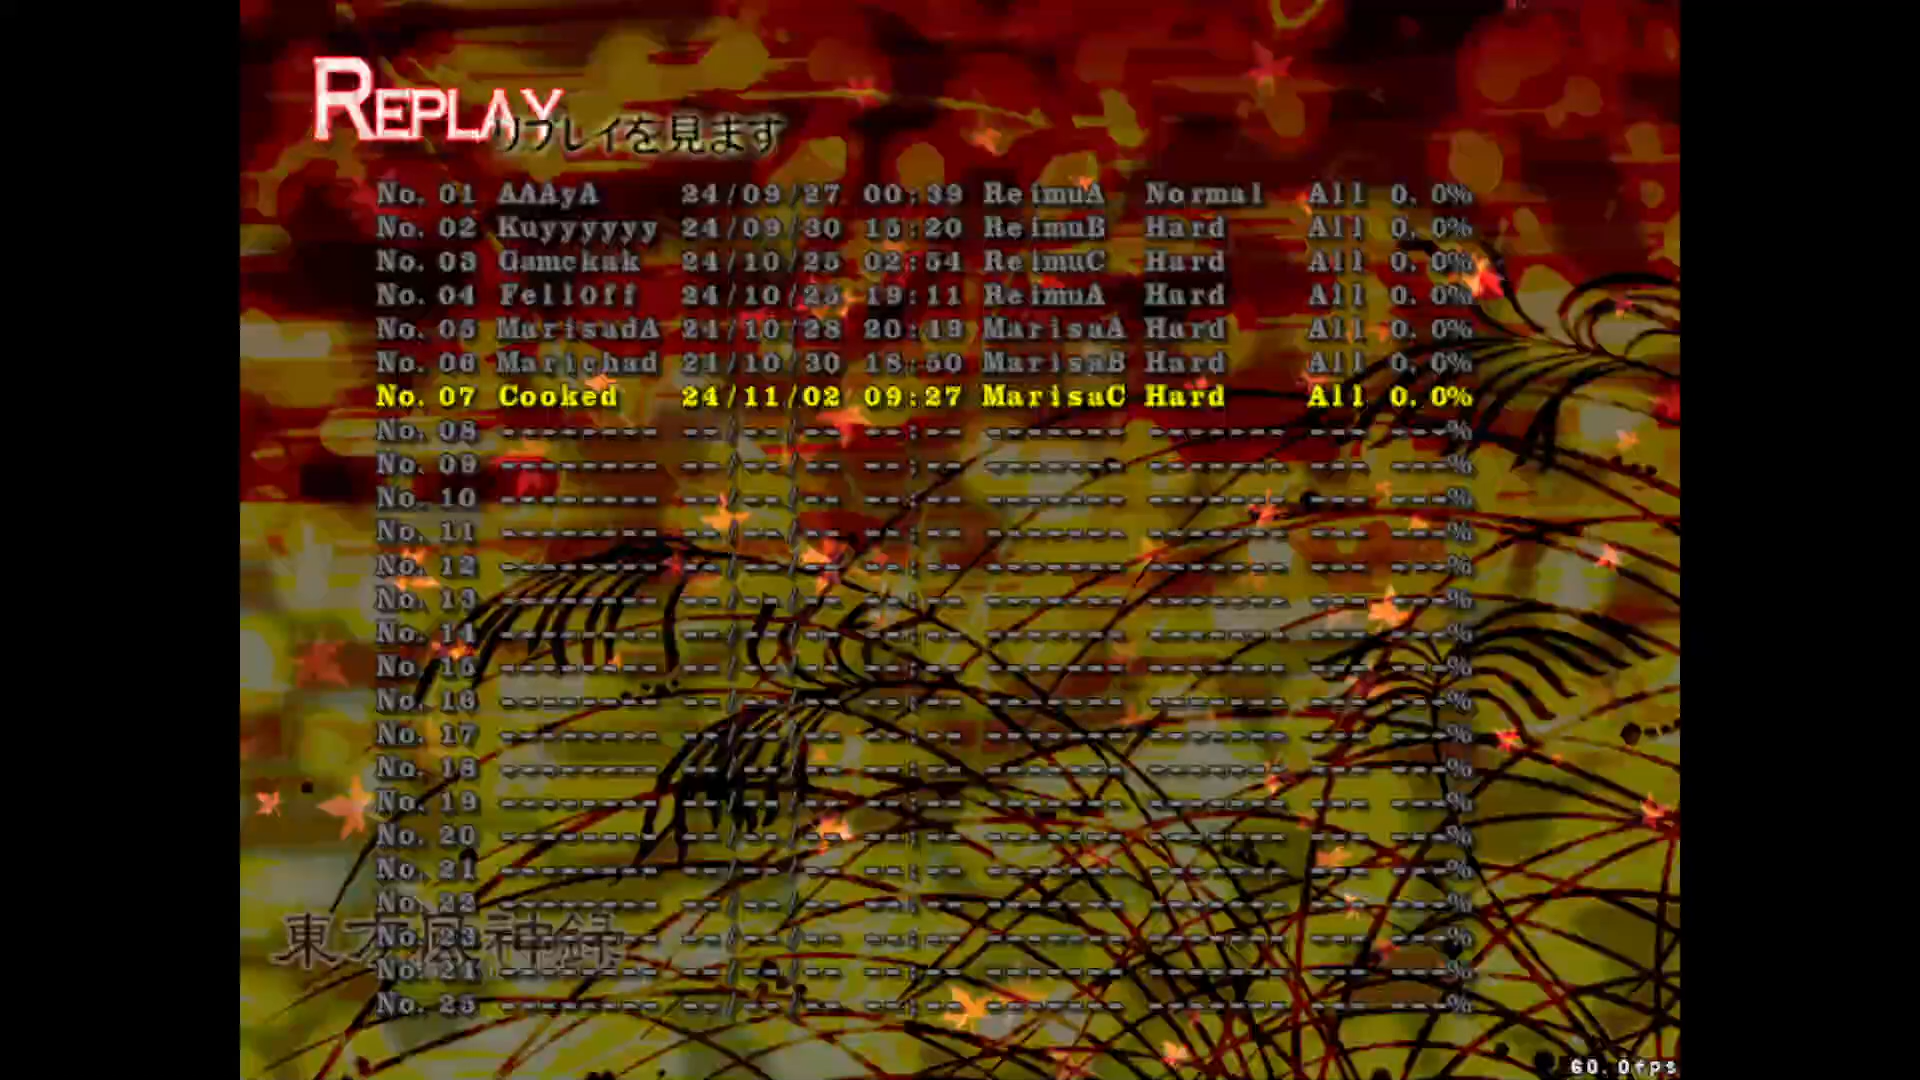 REPLAY
リプレイを見ます
No. 01 AAAyA 24/09/27 00:39 ReimuA Normal All 0.0%
No. 02 Kuyyyyyy 24/09/30 15:20 ReimuB Hard All 0.0%
No. 03 Gamekak 24/10/25 02:54 ReimuC Hard All 0.0%
No. 04 FellOff 24/10/25 19:11 ReimuA Hard All 0.0%
No. 05 MarisadA 24/10/28 20:49 MarisaA Hard All 0.0%
No. 06 Marichad 24/10/30 18:50 MarisaB Hard All 0.0%
No. 07 Cooked 24/11/02 09:27 MarisaC Hard All 0.0%
No. 08 -------- --/--/-- --:-- ------- ------- --- ---%
No. 09 -------- --/--/-- --:-- ------- ------- --- ---%
No. 10 -------- --/--/-- --:-- ------- ------- --- ---%
No. 11 -------- --/--/-- --:-- ------- ------- --- ---%
No. 12 -------- --/--/-- --:-- ------- ------- --- ---%
No. 13 -------- --/--/-- --:-- ------- ------- --- ---%
No. 14 -------- --/--/-- --:-- ------- ------- --- ---%
No. 15 -------- --/--/-- --:-- ------- ------- --- ---%
No. 16 -------- --/--/-- --:-- ------- ------- --- ---%
No. 17 -------- --/--/-- --:-- ------- ------- --- ---%
No. 18 -------- --/--/-- --:-- ------- ------- --- ---%
No. 19 -------- --/--/-- --:-- ------- ------- --- ---%
No. 20 -------- --/--/-- --:-- ------- ------- --- ---%
No. 21 -------- --/--/-- --:-- ------- ------- --- ---%
No. 22 -------- --/--/-- --:-- ------- ------- --- ---%
No. 23 -------- --/--/-- --:-- ------- ------- --- ---%
東方風神録
No. 24 -------- --/--/-- --:-- ------- ------- --- ---%
No. 25 -------- --/--/-- --:-- ------- ------- --- ---%
60.0fps